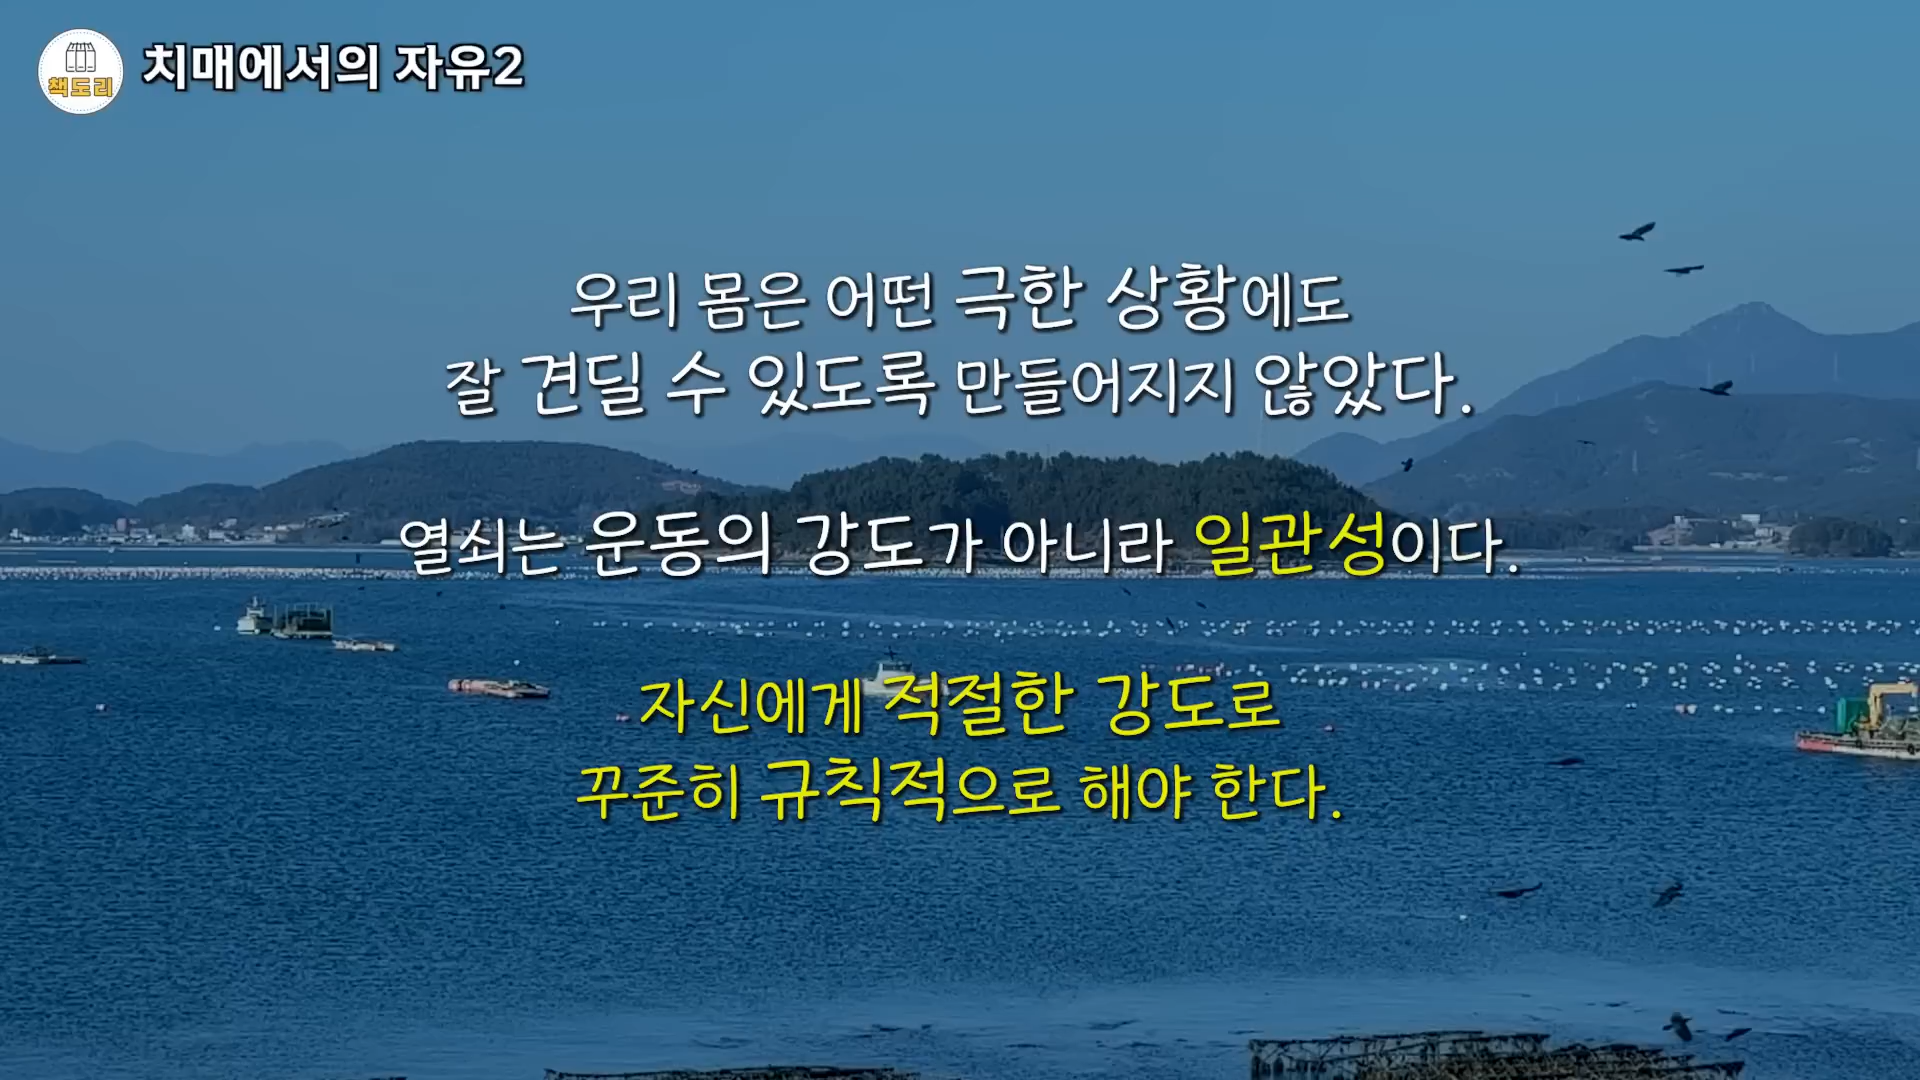 책도리
치매에서의 자유2
우리 몸은 어떤 극한 상황에도
잘 견딜 수 있도록 만들어지지 않았다.
열쇠는 운동의 강도가 아니라 일관성이다.
자신에게 적절한 강도로
꾸준히 규칙적으로 해야 한다.